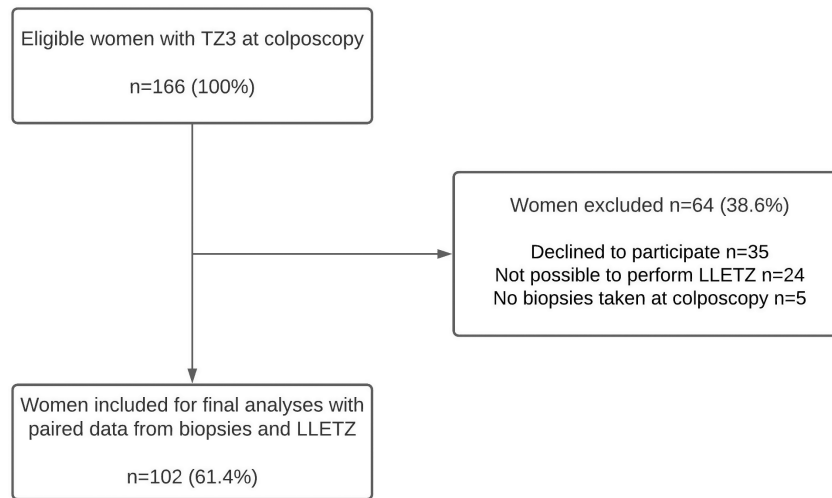 Eligible women with TZ3 at colposcopy
n=166 (100%)
Women excluded n=64 (38.6%)
Declined to participate n=35
Not possible to perform LLETZ n=24
No biopsies taken at colposcopy n=5
Women included for final analyses with
paired data from biopsies and LLETZ
n=102 (61.4%)